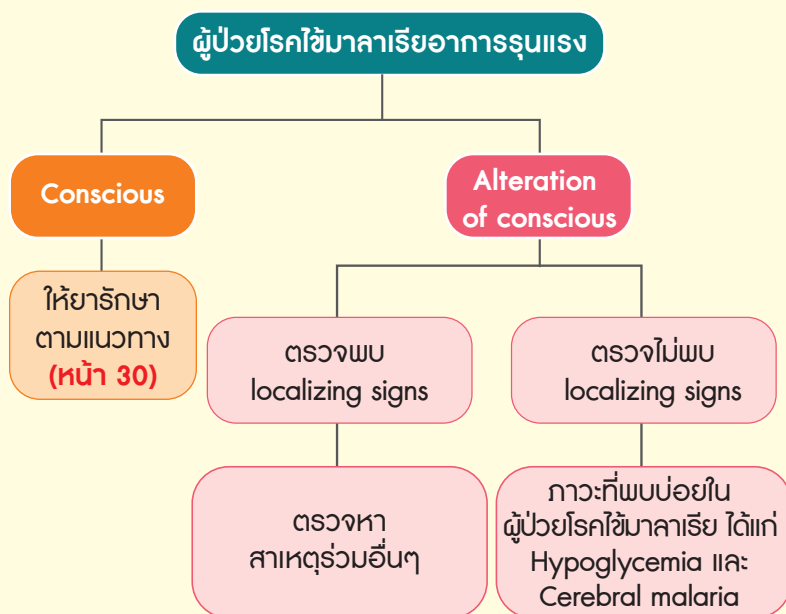 ผู้ป่วยโรคไข้มาลาเรียอาการรุนแรง
Conscious
Alteration
of conscious
ให้ยารักษา
ตามแนวทาง
(หน้า 30)
ตรวจพบ
localizing signs
ตรวจไม่พบ
localizing signs
ตรวจหา
สาเหตุร่วมอื่นๆ
ภาวะที่พบบ่อยใน
ผู้ป่วยโรคไข้มาลาเรีย ได้แก่
Hypoglycemia และ
Cerebral malaria